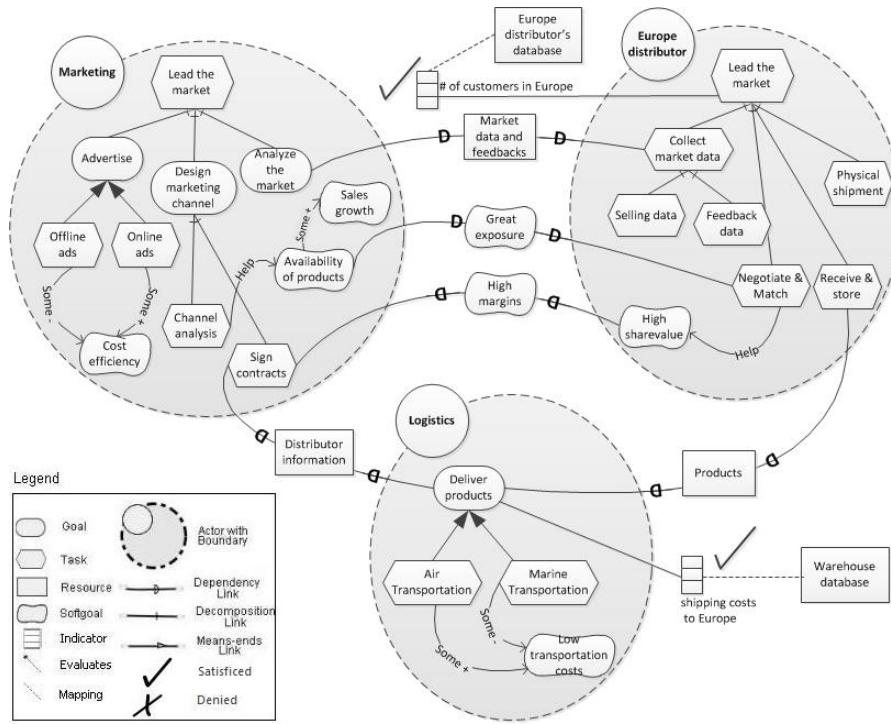 Europe
distributor's
database
Europe
distributor
Marketing
Lead the
market
Lead the
market
# of customers in Europe
Market
data and
feedbacks
D
D
Collect
market data
Advertise
Analyze
the
market
Design
marketing
channel
Physical
shipment
Sales
growth
Selling data
Feedback
data
Great
exposure
D
D
Offline
ads
Online
ads
Some +
Availability
of products
Help
Negotiate &
Match
Receive &
store
High
margins
D
D
Some -
Some +
Channel
analysis
High
sharevalue
Help
Cost
efficiency
Sign
contracts
Logistics
D
Distributor
information
D
Deliver
products
D
Products
D
Legend
Goal
Actor with
Boundary
Task
Resource
D
Dependency
Link
Softgoal
Decomposition
Link
Indicator
Means-ends
Link
Evaluates
Satisficed
Mapping
Denied
Air
Transportation
Marine
Transportation
shipping costs
to Europe
Warehouse
database
Some -
Some +
Low
transportation
costs